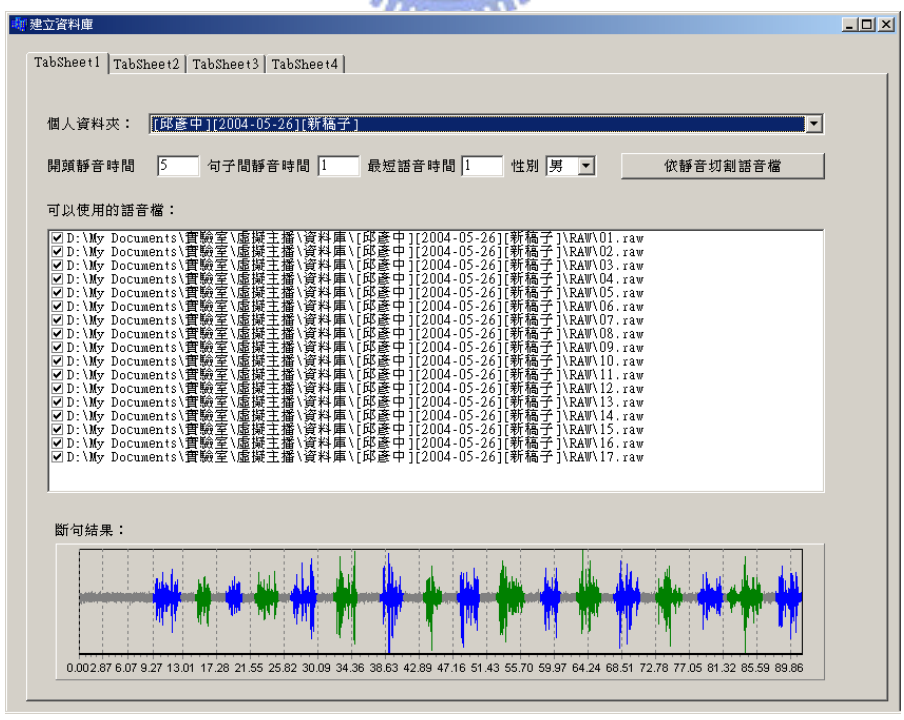 建立資料庫
TabSheet1 TabSheet2 TabSheet3 TabSheet4
個人資料夾： [邱彥中][2004-05-26][新稿子]
開頭靜音時間 5 句子間靜音時間 1 最短語音時間 1 性別 男 依靜音切割語音檔
可以使用的語音檔：
D:\My Documents\實驗室\虛擬主播\資料庫\[邱彥中][2004-05-26][新稿子]\RAW\01.raw
D:\My Documents\實驗室\虛擬主播\資料庫\[邱彥中][2004-05-26][新稿子]\RAW\02.raw
D:\My Documents\實驗室\虛擬主播\資料庫\[邱彥中][2004-05-26][新稿子]\RAW\03.raw
D:\My Documents\實驗室\虛擬主播\資料庫\[邱彥中][2004-05-26][新稿子]\RAW\04.raw
D:\My Documents\實驗室\虛擬主播\資料庫\[邱彥中][2004-05-26][新稿子]\RAW\05.raw
D:\My Documents\實驗室\虛擬主播\資料庫\[邱彥中][2004-05-26][新稿子]\RAW\06.raw
D:\My Documents\實驗室\虛擬主播\資料庫\[邱彥中][2004-05-26][新稿子]\RAW\07.raw
D:\My Documents\實驗室\虛擬主播\資料庫\[邱彥中][2004-05-26][新稿子]\RAW\08.raw
D:\My Documents\實驗室\虛擬主播\資料庫\[邱彥中][2004-05-26][新稿子]\RAW\09.raw
D:\My Documents\實驗室\虛擬主播\資料庫\[邱彥中][2004-05-26][新稿子]\RAW\10.raw
D:\My Documents\實驗室\虛擬主播\資料庫\[邱彥中][2004-05-26][新稿子]\RAW\11.raw
D:\My Documents\實驗室\虛擬主播\資料庫\[邱彥中][2004-05-26][新稿子]\RAW\12.raw
D:\My Documents\實驗室\虛擬主播\資料庫\[邱彥中][2004-05-26][新稿子]\RAW\13.raw
D:\My Documents\實驗室\虛擬主播\資料庫\[邱彥中][2004-05-26][新稿子]\RAW\14.raw
D:\My Documents\實驗室\虛擬主播\資料庫\[邱彥中][2004-05-26][新稿子]\RAW\15.raw
D:\My Documents\實驗室\虛擬主播\資料庫\[邱彥中][2004-05-26][新稿子]\RAW\16.raw
D:\My Documents\實驗室\虛擬主播\資料庫\[邱彥中][2004-05-26][新稿子]\RAW\17.raw
斷句結果：
0.00 2.87 6.07 9.27 13.01 17.28 21.55 25.82 30.09 34.36 38.63 42.89 47.16 51.43 55.70 59.97 64.24 68.51 72.78 77.05 81.32 85.59 89.86